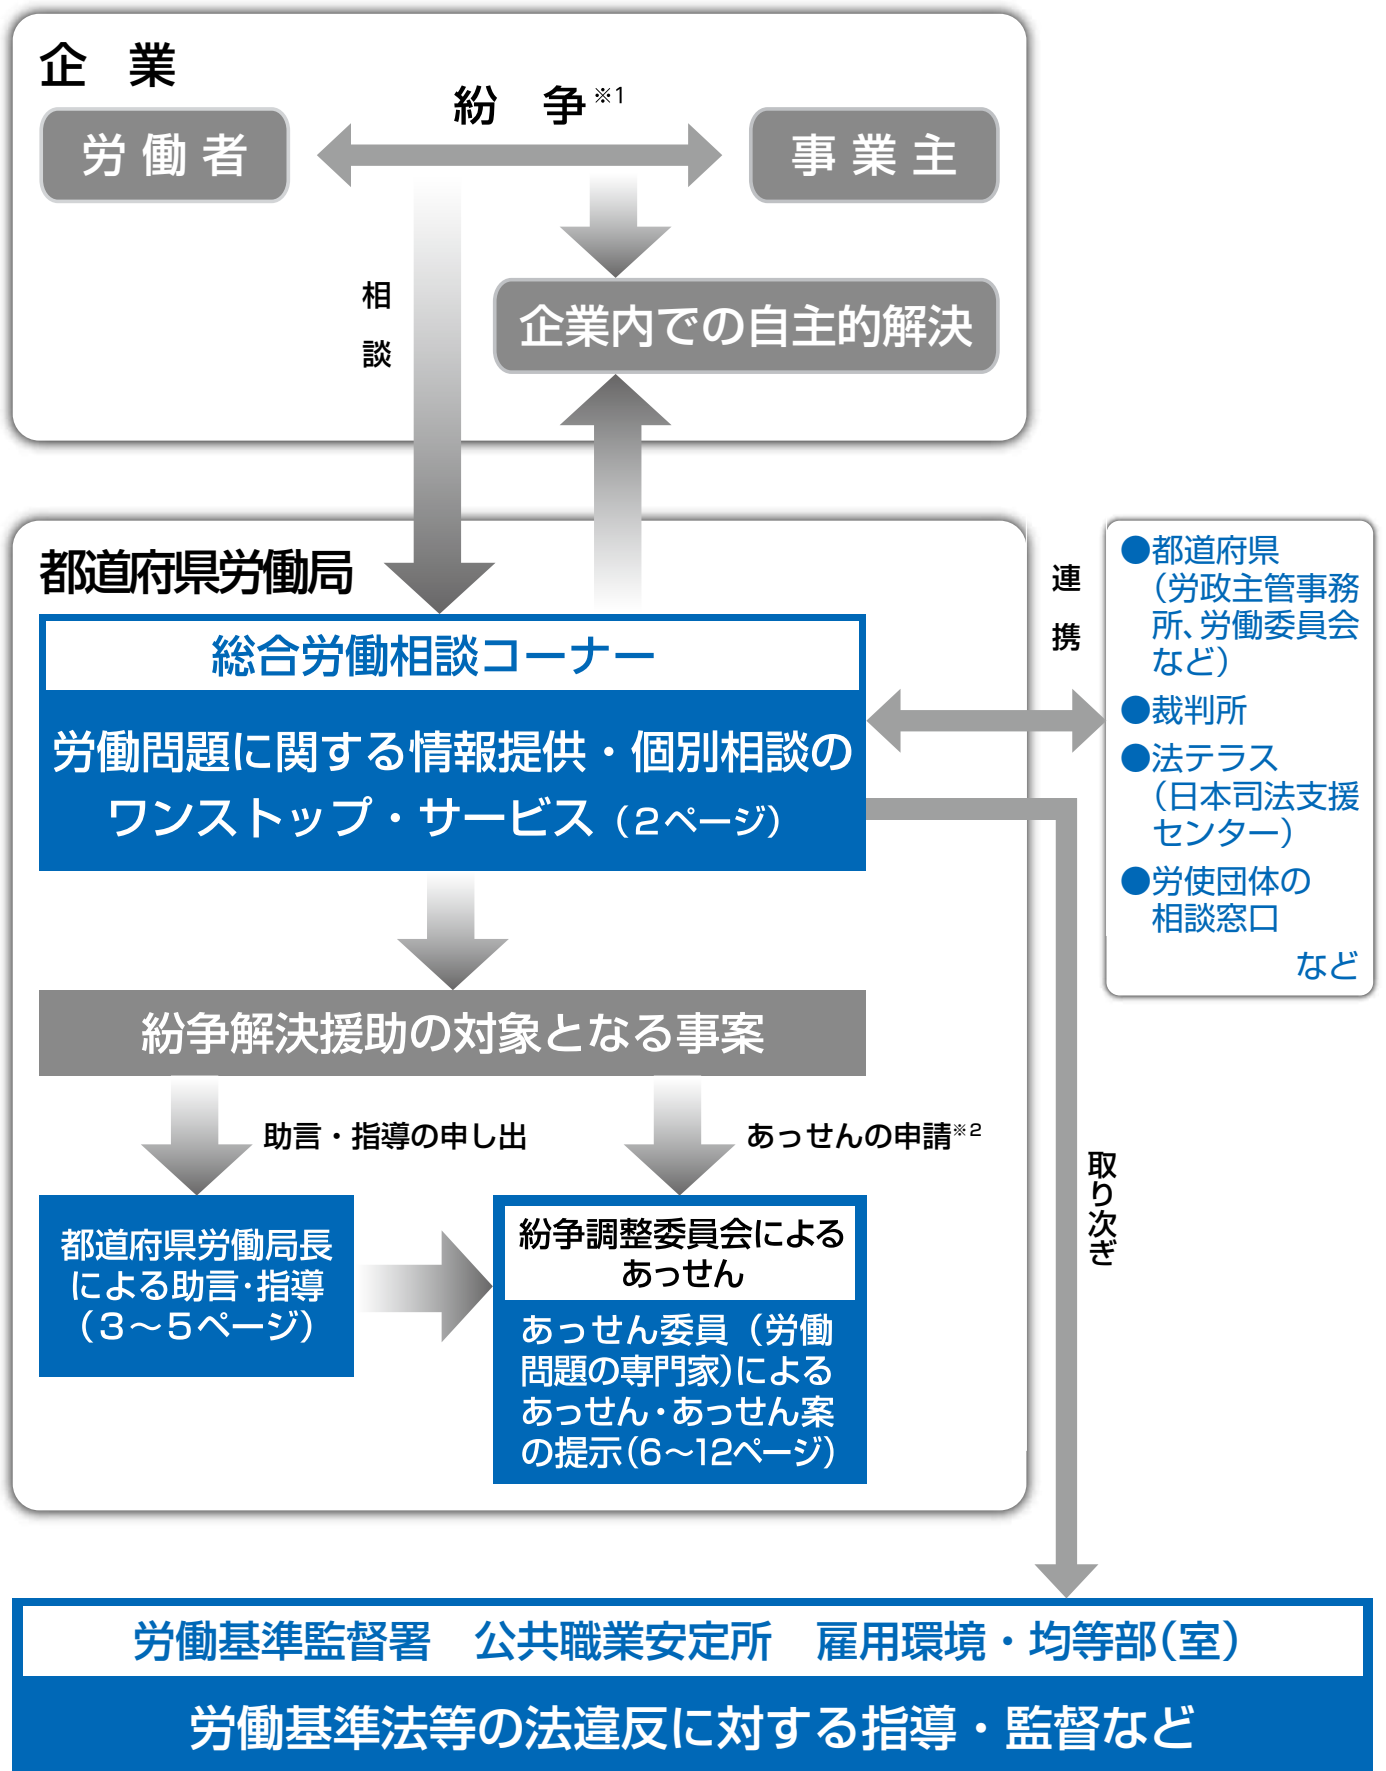 企　業
紛　争※1
労働者
事業主
相談
企業内での自主的解決
都道府県労働局
総合労働相談コーナー
労働問題に関する情報提供・個別相談の
ワンストップ・サービス（２ページ）
連携
●都道府県
（労政主管事務
所、労働委員会
など）
●裁判所
●法テラス
（日本司法支援
センター）
●労使団体の
相談窓口
など
紛争解決援助の対象となる事案
助言・指導の申し出
あっせんの申請※2
取り次ぎ
都道府県労働局長
による助言・指導
（３～５ページ）
紛争調整委員会による
あっせん
あっせん委員（労働
問題の専門家）による
あっせん・あっせん案
の提示（6～12ページ）
労働基準監督署　公共職業安定所　雇用環境・均等部（室）
労働基準法等の法違反に対する指導・監督など